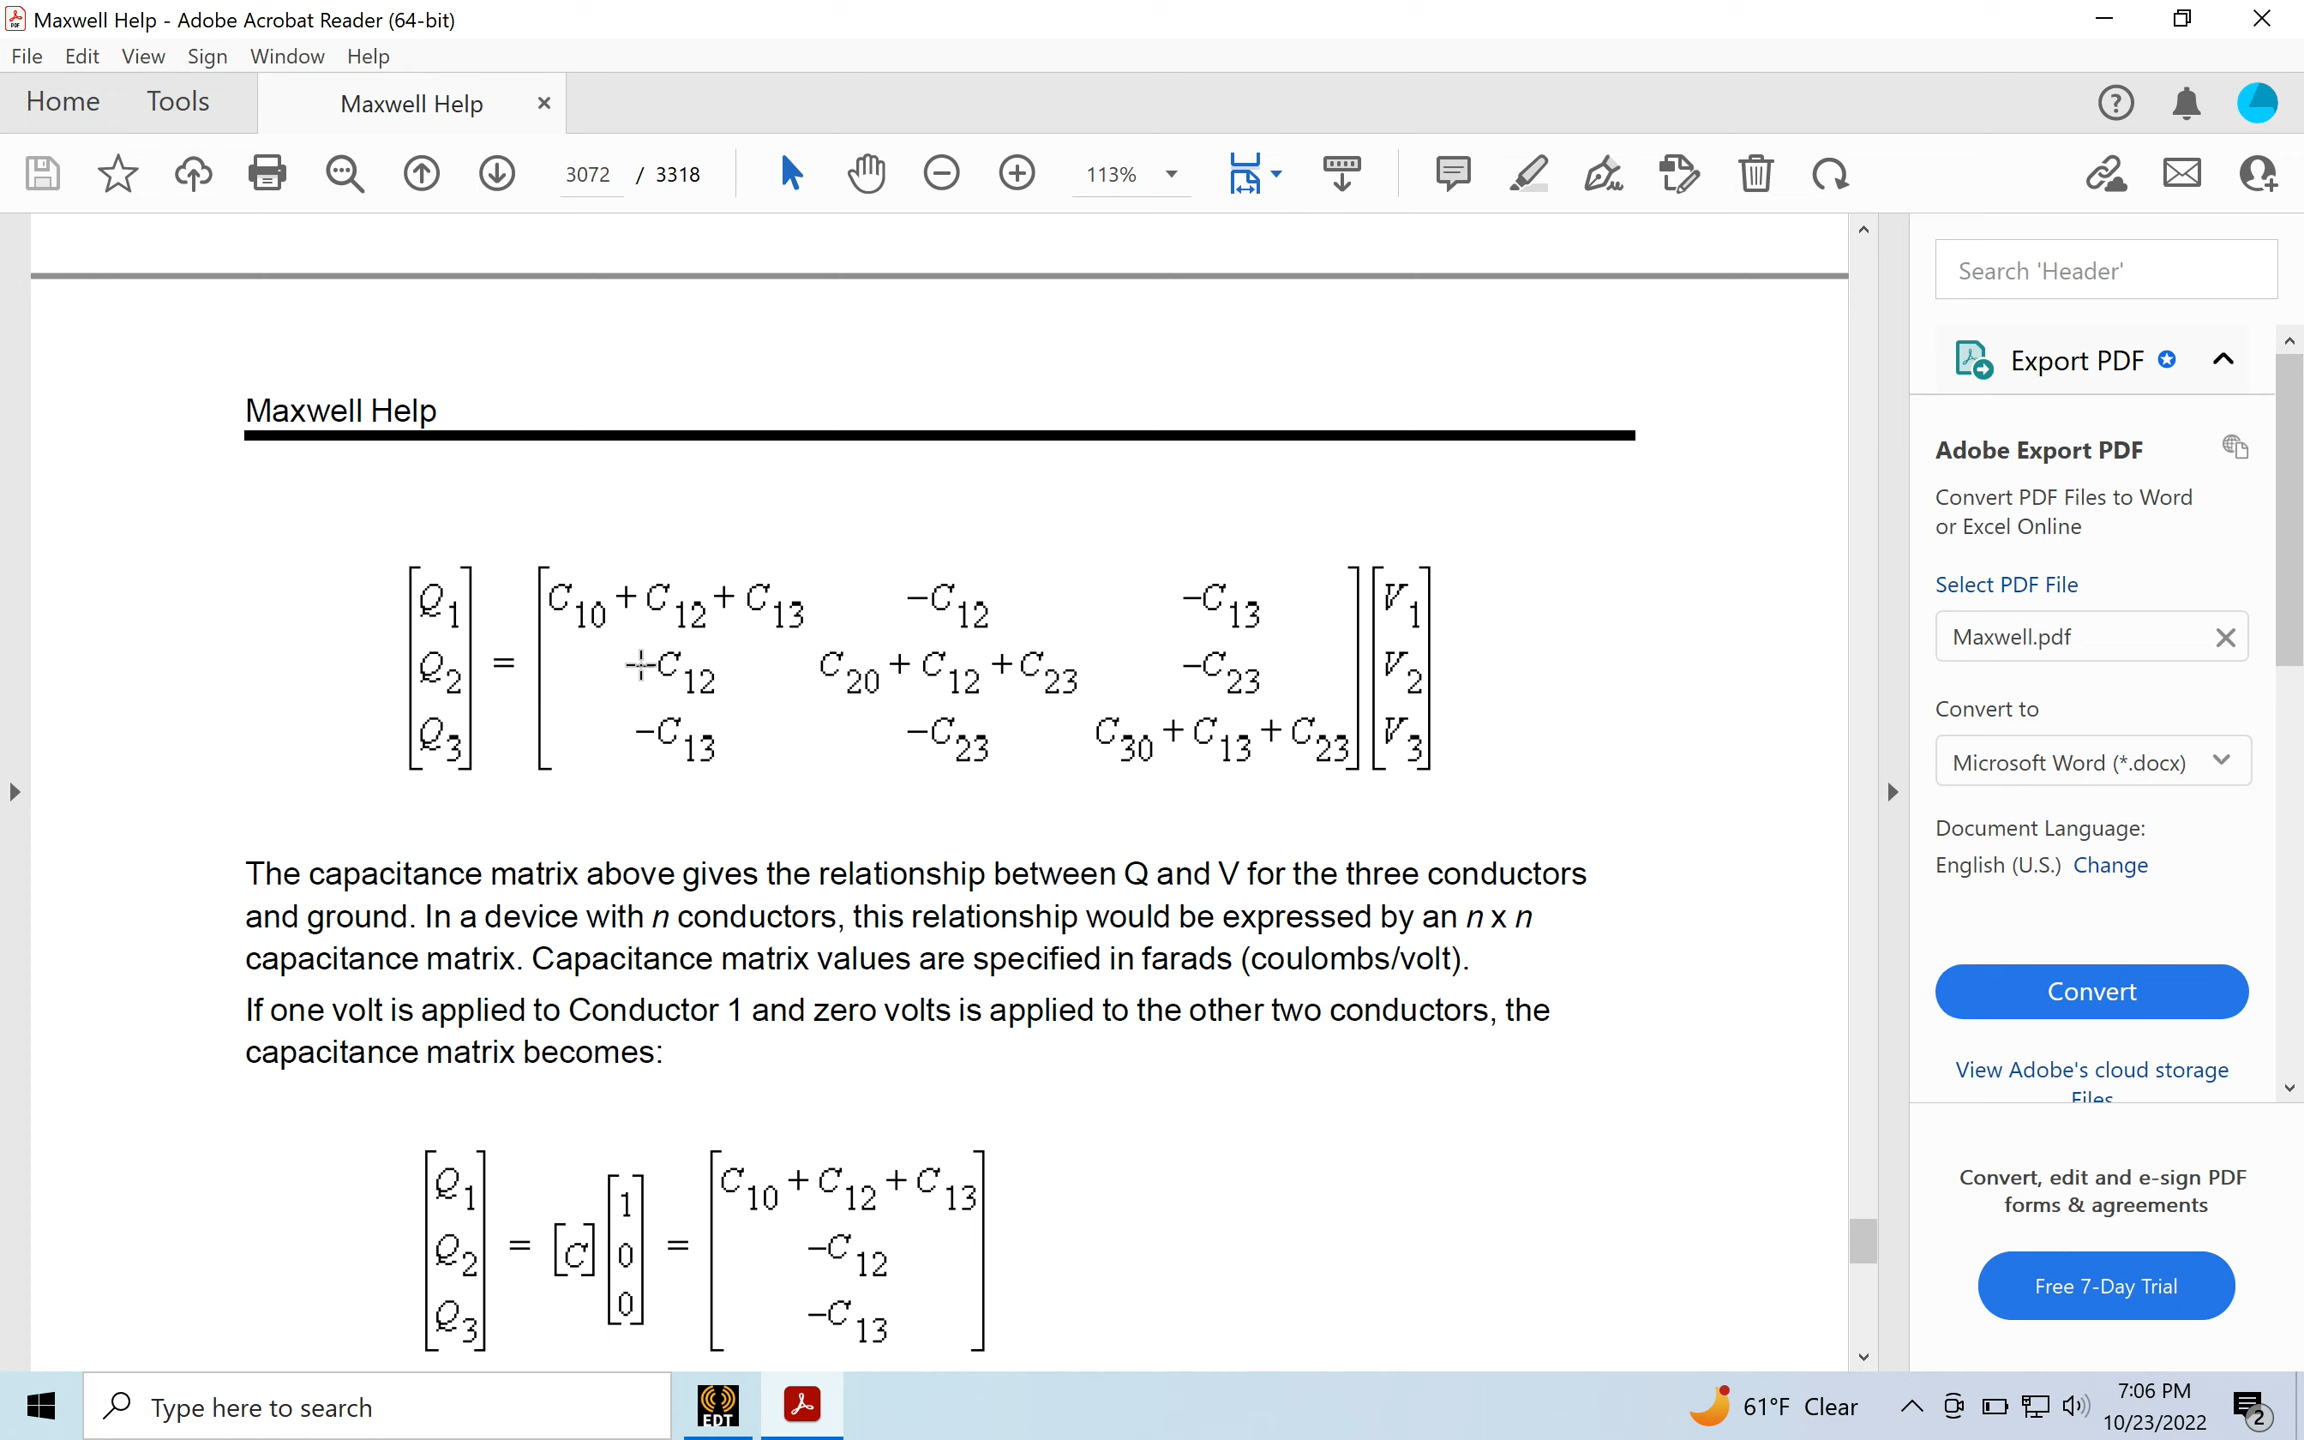 Maxwell Help - Adobe Acrobat Reader (64-bit)
File Edit View Sign Window Help
Home Tools Maxwell Help
3072 / 3318 113%
Search 'Header'
Export PDF
Adobe Export PDF
Convert PDF Files to Word
or Excel Online
Select PDF File
Maxwell.pdf
Convert to
Microsoft Word (*.docx)
Document Language:
English (U.S.) Change
Convert
View Adobe's cloud storage
Files
Convert, edit and e-sign PDF
forms & agreements
Free 7-Day Trial
Maxwell Help
Q1 C10 + C12 + C13 -C12 -C13 V1
Q2 = -C12 C20 + C12 + C23 -C23 V2
Q3 -C13 -C23 C30 + C13 + C23 V3
The capacitance matrix above gives the relationship between Q and V for the three conductors
and ground. In a device with n conductors, this relationship would be expressed by an n x n
capacitance matrix. Capacitance matrix values are specified in farads (coulombs/volt).
If one volt is applied to Conductor 1 and zero volts is applied to the other two conductors, the
capacitance matrix becomes:
Q1 1 C10 + C12 + C13
Q2 = [C] 0 = -C12
Q3 0 -C13
Type here to search
EDT
61°F Clear
7:06 PM
10/23/2022
2